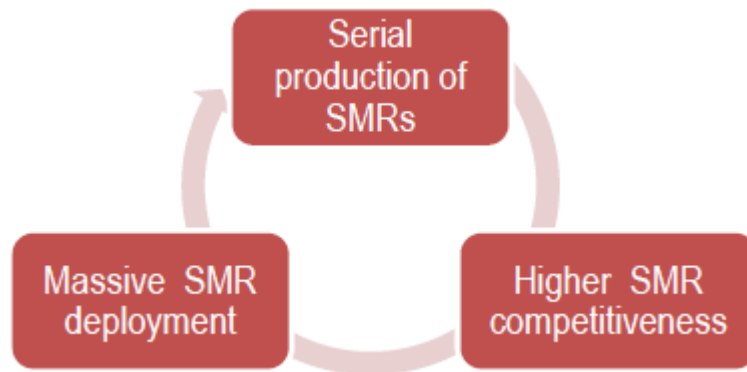 Serial
production of
SMRs
Massive SMR
deployment
Higher SMR
competitiveness